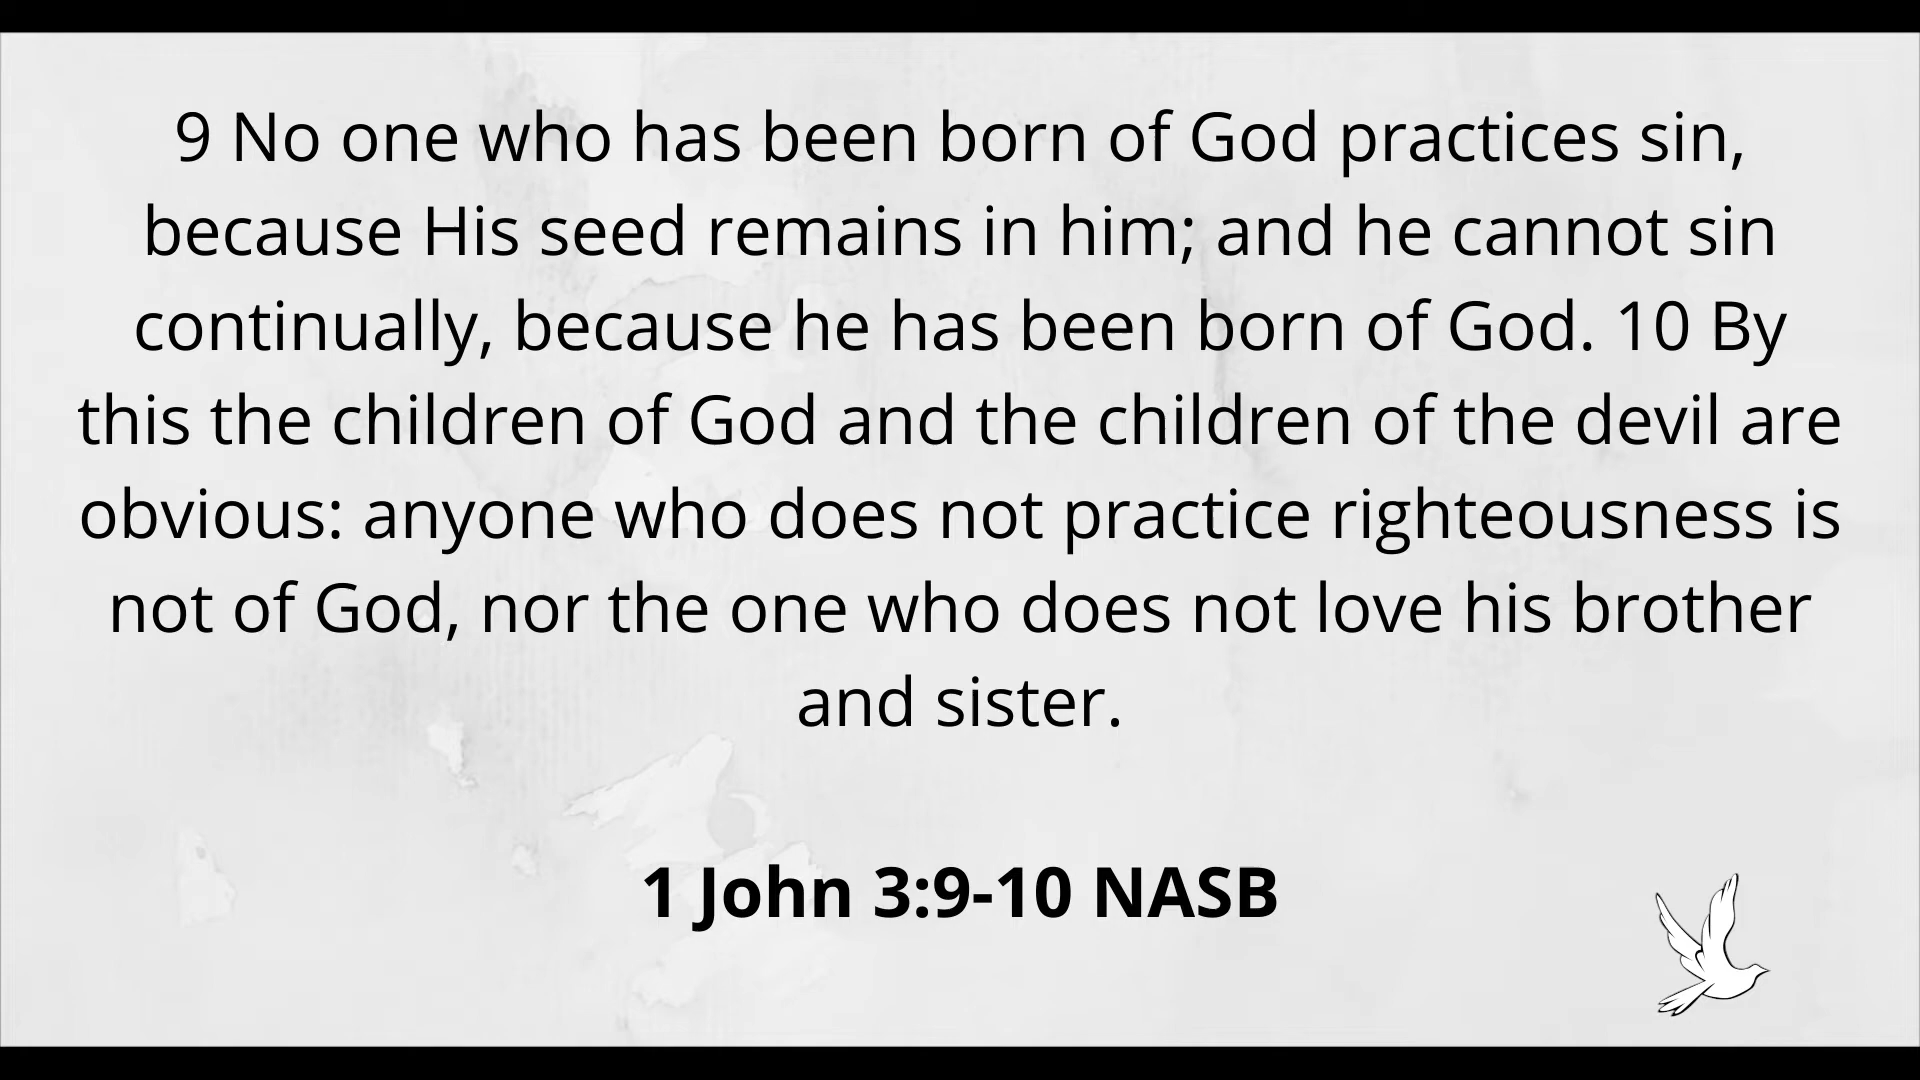 9 No one who has been born of God practices sin,
because His seed remains in him; and he cannot sin
continually, because he has been born of God. 10 By
this the children of God and the children of the devil are
obvious: anyone who does not practice righteousness is
not of God, nor the one who does not love his brother
and sister.
1 John 3:9-10 NASB